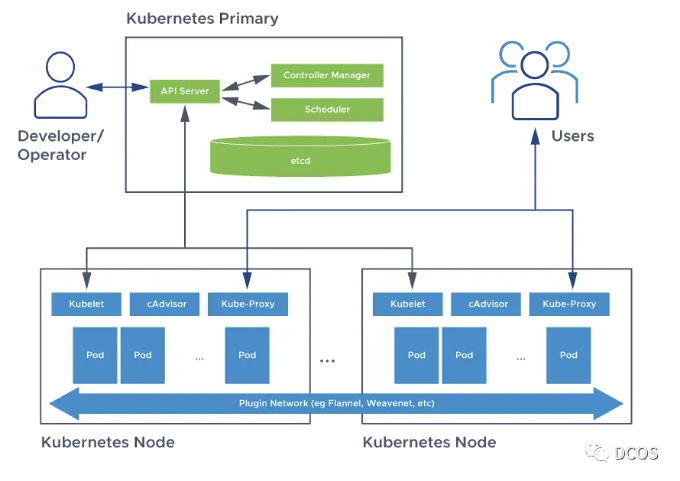 Kubernetes Primary
Controller Manager
API Server
Scheduler
Developer/
Operator
Users
etcd
Kubelet
cAdvisor
Kube-Proxy
Kubelet
cAdvisor
Kube-Proxy
Pod
Pod
...
Pod
...
Pod
Pod
...
Pod
Plugin Network (eg Flannel, Weavenet, etc)
Kubernetes Node
Kubernetes Node
DCOS